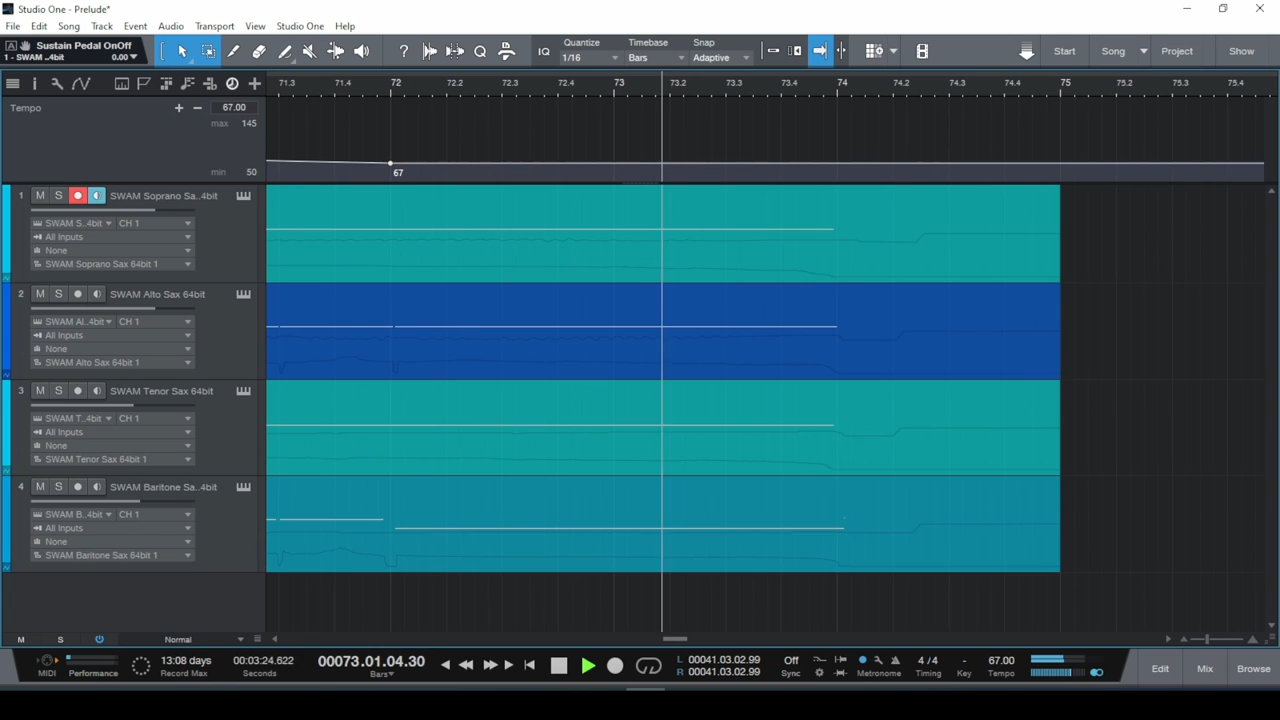 Studio One - Prelude*
File Edit Song Track Event Audio Transport View Studio One Help
Sustain Pedal OnOff
1 - SWAM ..4bit 0.00
IQ Quantize 1/16 Timebase Bars Snap Adaptive
Start Song Project Show
71.3 71.4 72 72.2 72.3 72.4 73 73.2 73.3 73.4 74 74.2 74.3 74.4 75 75.2 75.3 75.4
Tempo + - 67.00
max 145
min 50
67
1 M S SWAM Soprano Sa..4bit
SWAM S..4bit CH 1
All Inputs
None
SWAM Soprano Sax 64bit 1
2 M S SWAM Alto Sax 64bit
SWAM Al..4bit CH 1
All Inputs
None
SWAM Alto Sax 64bit 1
3 M S SWAM Tenor Sax 64bit
SWAM T..4bit CH 1
All Inputs
None
SWAM Tenor Sax 64bit 1
4 M S SWAM Baritone Sa..4bit
SWAM B..4bit CH 1
All Inputs
None
SWAM Baritone Sax 64bit 1
M S Normal
MIDI Performance
13:08 days
Record Max
00:03:24.622
Seconds
00073.01.04.30
Bars
L 00041.03.02.99
R 00041.03.02.99
Off
Sync
Metronome
4 / 4
Timing
-
Key
67.00
Tempo
Edit Mix Browse